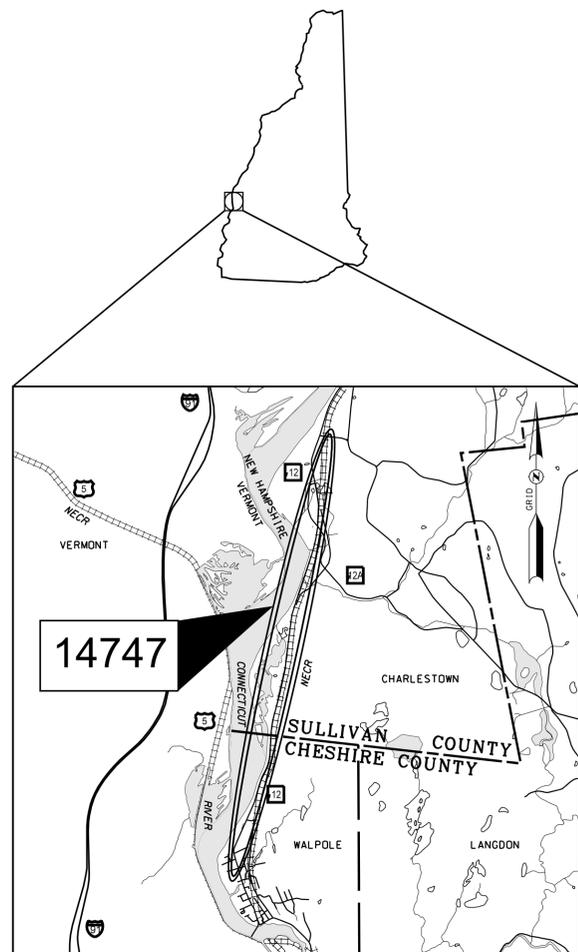 91
5
NECR
VERMONT
12
NEW HAMPSHIRE
VERMONT
GRID
N
12A
14747
NECR
CONNECTICUT
CHARLESTOWN
5
SULLIVAN COUNTY
CHESHIRE COUNTY
12
RIVER
WALPOLE
LANGDON
91